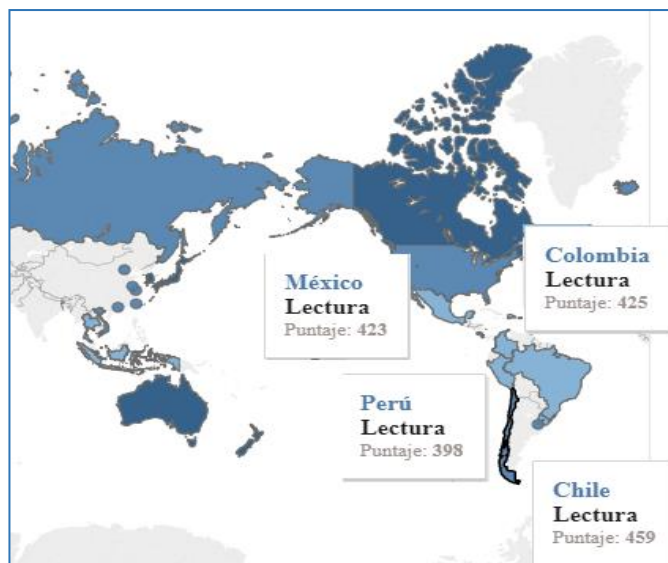 México
Lectura
Puntaje: 423
Colombia
Lectura
Puntaje: 425
Perú
Lectura
Puntaje: 398
Chile
Lectura
Puntaje: 459